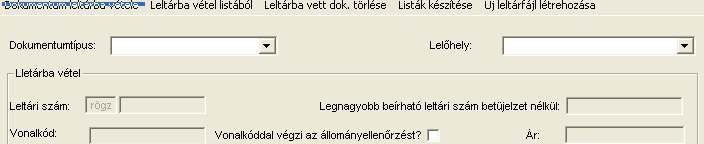 Dokumentum leltárba vétele Leltárba vétel listából Leltárba vett dok. törlése Listák készítése Uj leltárfájl létrehozása
Dokumentumtípus: Lelőhely:
Lletárba vétel
Leltári szám: rögz Legnagyobb beírható leltári szám betüjelzet nélkül:
Vonalkód: Vonalkóddal végzi az állományellenőrzést? Ár: